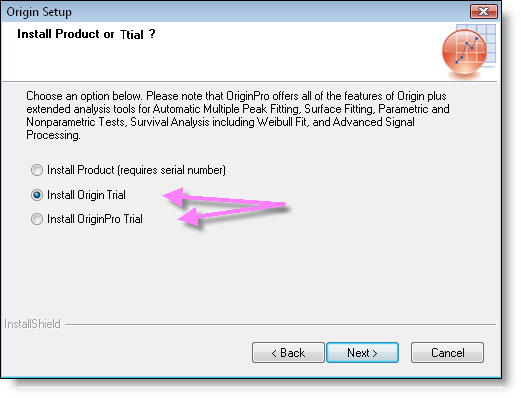 Origin Setup
Install Product or Ttrial ?
Choose an option below. Please note that OriginPro offers all of the features of Origin plus
extended analysis tools for Automatic Multiple Peak Fitting, Surface Fitting, Parametric and
Nonparametric Tests, Survival Analysis including Weibull Fit, and Advanced Signal
Processing.
Install Product (requires serial number)
Install Origin Trial
Install OriginPro Trial
InstallShield
< Back
Next >
Cancel